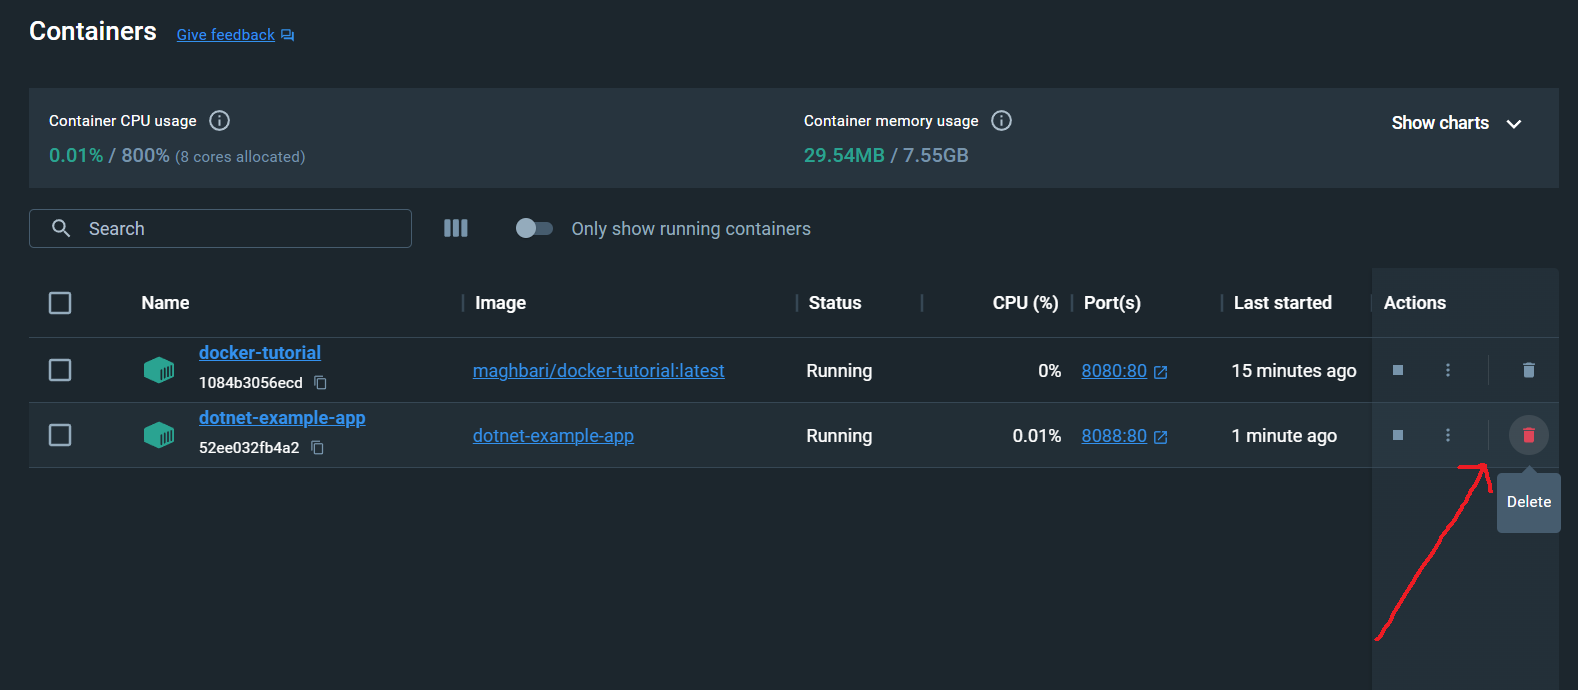 Containers Give feedback
Container CPU usage
0.01% / 800% (8 cores allocated)
Container memory usage
29.54MB / 7.55GB
Show charts
Search
Only show running containers
Name Image Status CPU (%) Port(s) Last started Actions
docker-tutorial
1084b3056ecd
maghbari/docker-tutorial:latest Running 0% 8080:80 15 minutes ago
dotnet-example-app
52ee032fb4a2
dotnet-example-app Running 0.01% 8088:80 1 minute ago
Delete